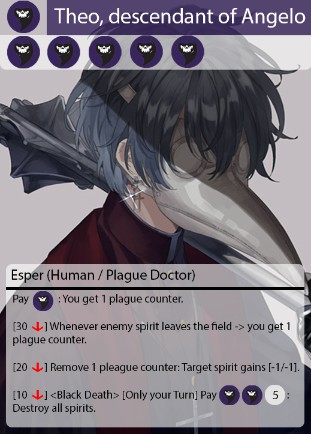 Theo, descendant of Angelo
Esper (Human / Plague Doctor)
Pay : You get 1 plague counter.
[30 ] Whenever enemy spirit leaves the field -> you get 1
plague counter.
[20 ] Remove 1 pleague counter: Target spirit gains [-1/-1].
[10 ] <Black Death> [Only your Turn] Pay 5 :
Destroy all spirits.